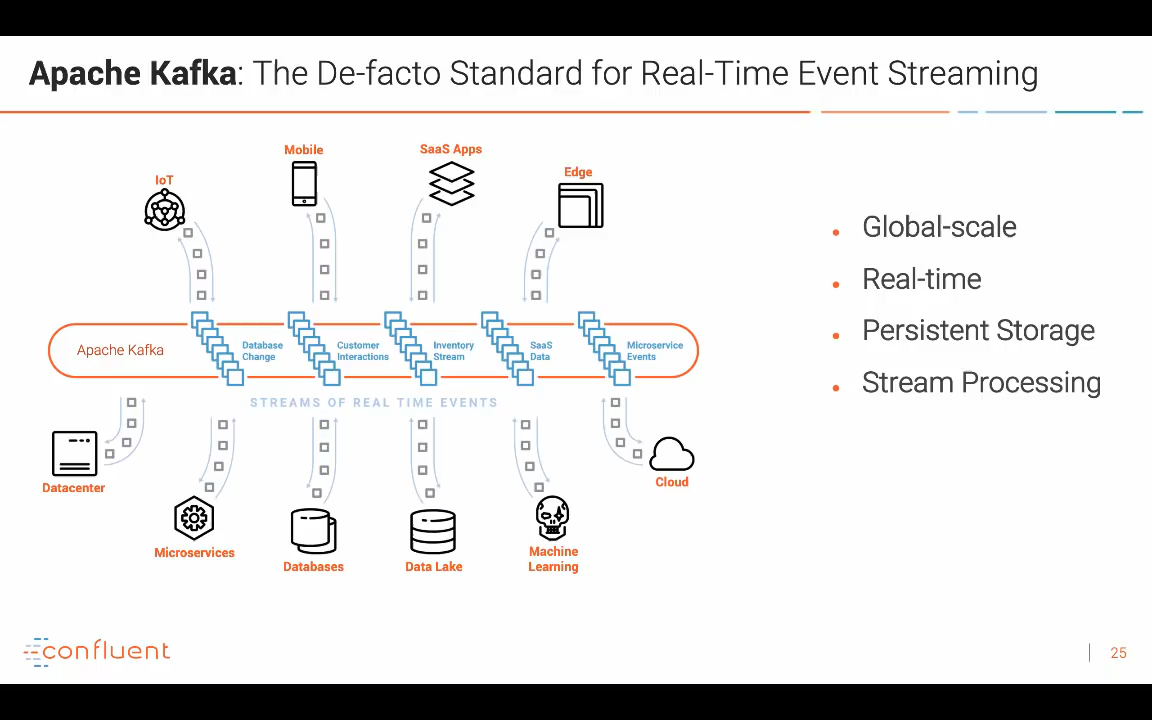 Apache Kafka: The De-facto Standard for Real-Time Event Streaming
Mobile
SaaS Apps
IoT
Edge
Global-scale
Real-time
Persistent Storage
Stream Processing
Apache Kafka
Database
Change
Customer
Interactions
Inventory
Stream
SaaS
Data
Microservice
Events
STREAMS OF REAL TIME EVENTS
Datacenter
Cloud
Microservices
Databases
Data Lake
Machine
Learning
confluent
25